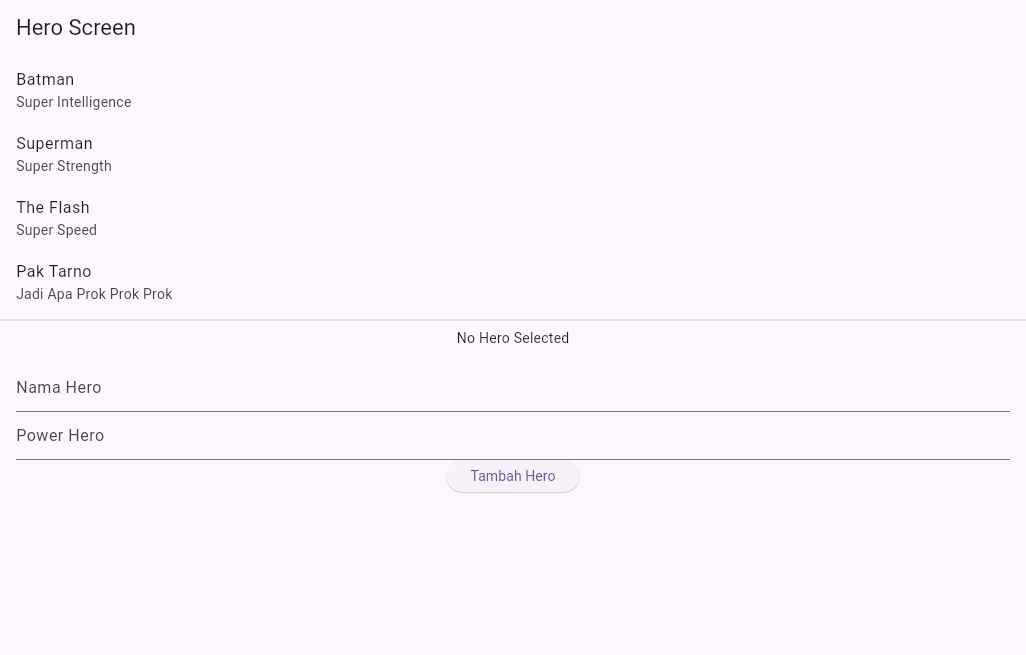 Hero Screen
Batman
Super Intelligence
Superman
Super Strength
The Flash
Super Speed
Pak Tarno
Jadi Apa Prok Prok Prok
No Hero Selected
Nama Hero
Power Hero
Tambah Hero